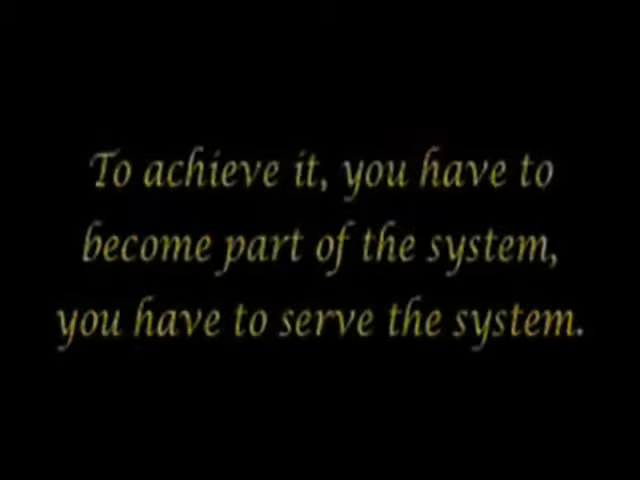 To achieve it, you have to
become part of the system,
you have to serve the system.